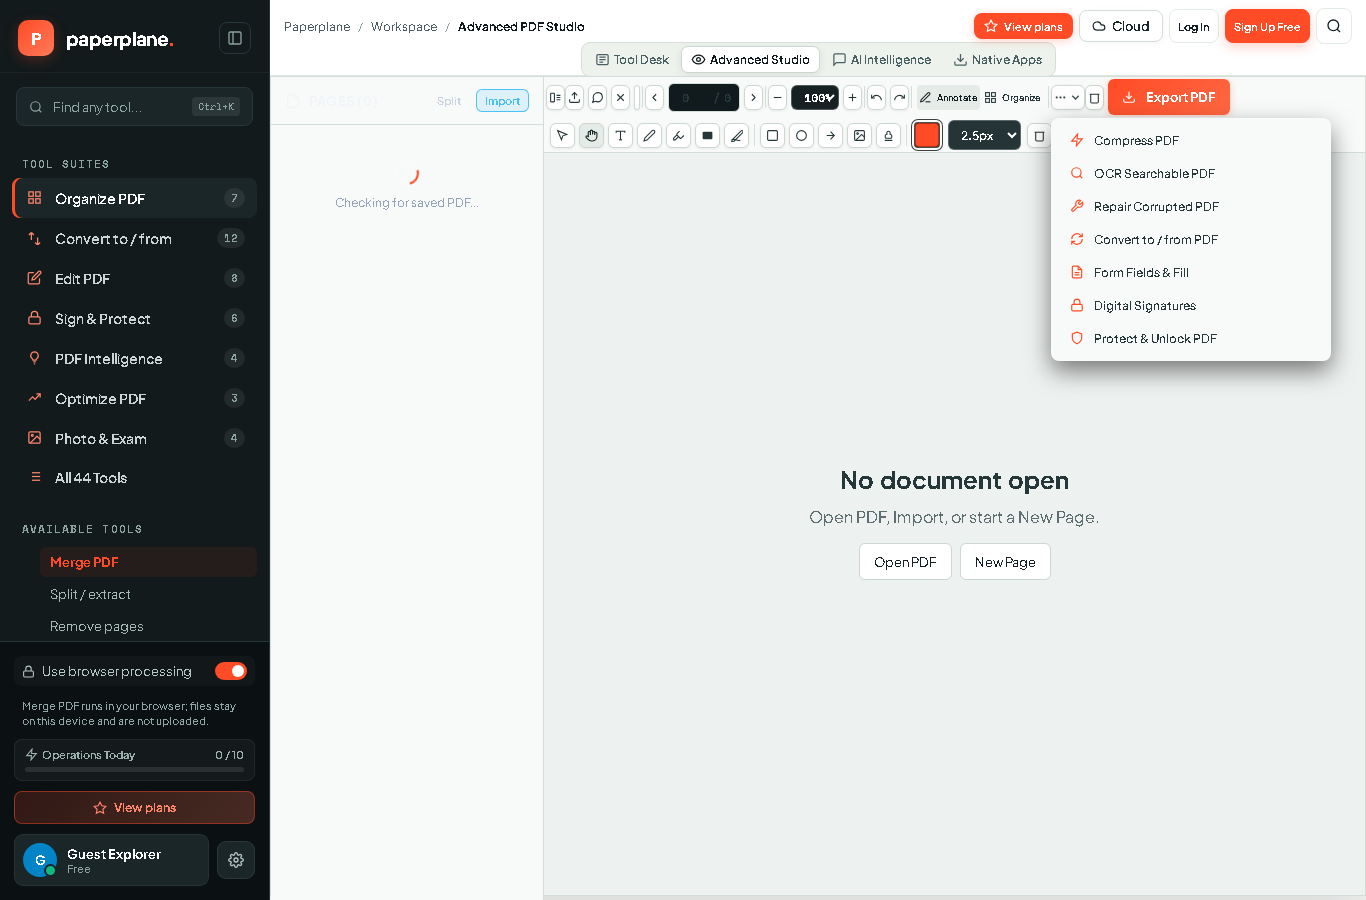 P paperplane.
Find any tool... Ctrl+K
TOOL SUITES
Organize PDF 7
Convert to / from 12
Edit PDF 8
Sign & Protect 6
PDF Intelligence 4
Optimize PDF 3
Photo & Exam 4
All 44 Tools
AVAILABLE TOOLS
Merge PDF
Split / extract
Remove pages
Use browser processing
Merge PDF runs in your browser; files stay
on this device and are not uploaded.
Operations Today 0 / 10
View plans
G Guest Explorer
Free
Paperplane / Workspace / Advanced PDF Studio
View plans Cloud Log In Sign Up Free
Tool Desk Advanced Studio AI Intelligence Native Apps
PAGES (0) Split Import
Checking for saved PDF...
0 / 0 100% Annotate Organize Export PDF
2.5px
Compress PDF
OCR Searchable PDF
Repair Corrupted PDF
Convert to / from PDF
Form Fields & Fill
Digital Signatures
Protect & Unlock PDF
No document open
Open PDF, Import, or start a New Page.
Open PDF New Page